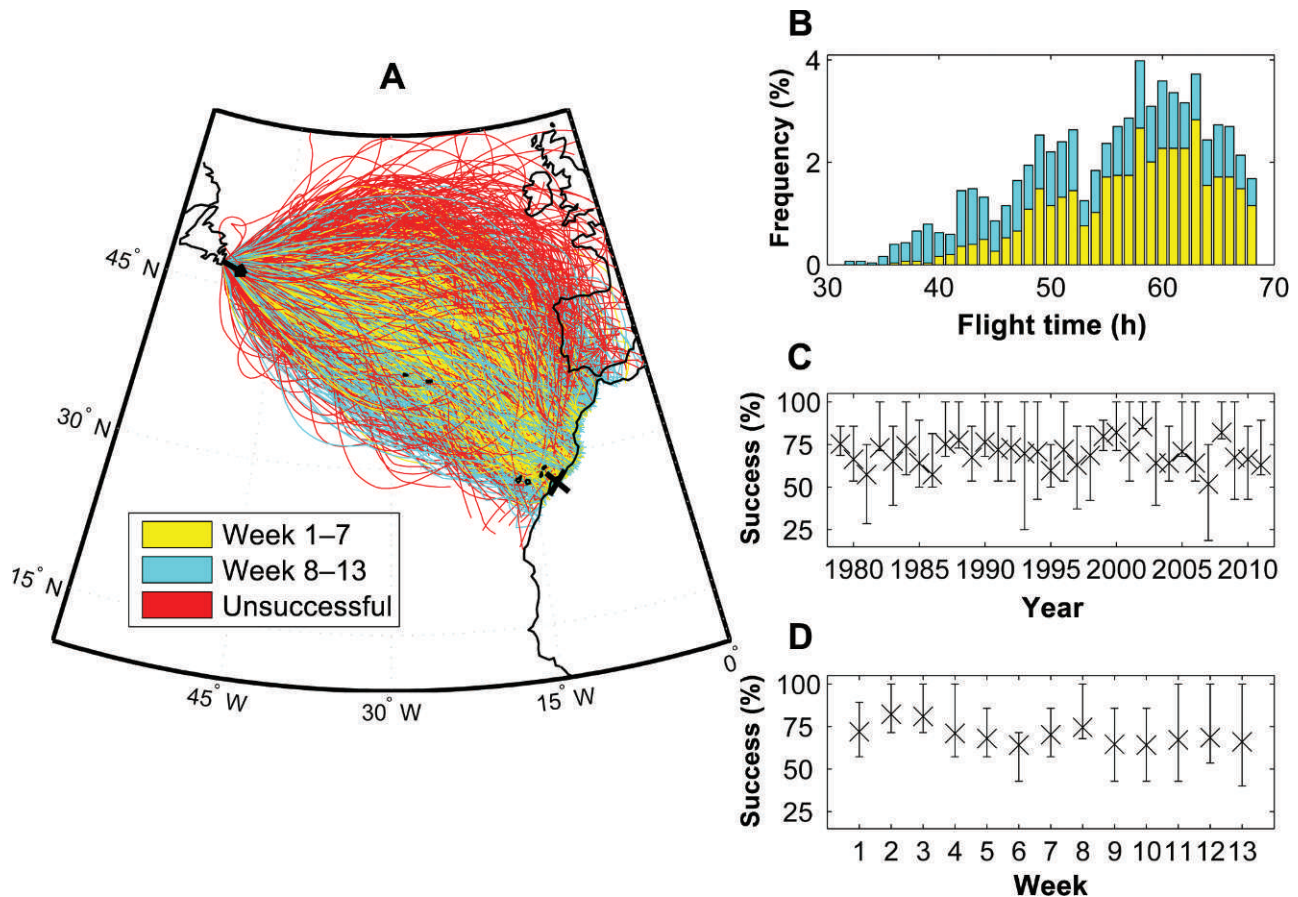 A
45° N
30° N
15° N
45° W
30° W
15° W
0°
Week 1–7
Week 8–13
Unsuccessful
B
Frequency (%)
4
2
0
30 40 50 60 70
Flight time (h)
C
Success (%)
100
75
50
25
1980 1985 1990 1995 2000 2005 2010
Year
D
Success (%)
100
75
50
25
1 2 3 4 5 6 7 8 9 10 11 12 13
Week